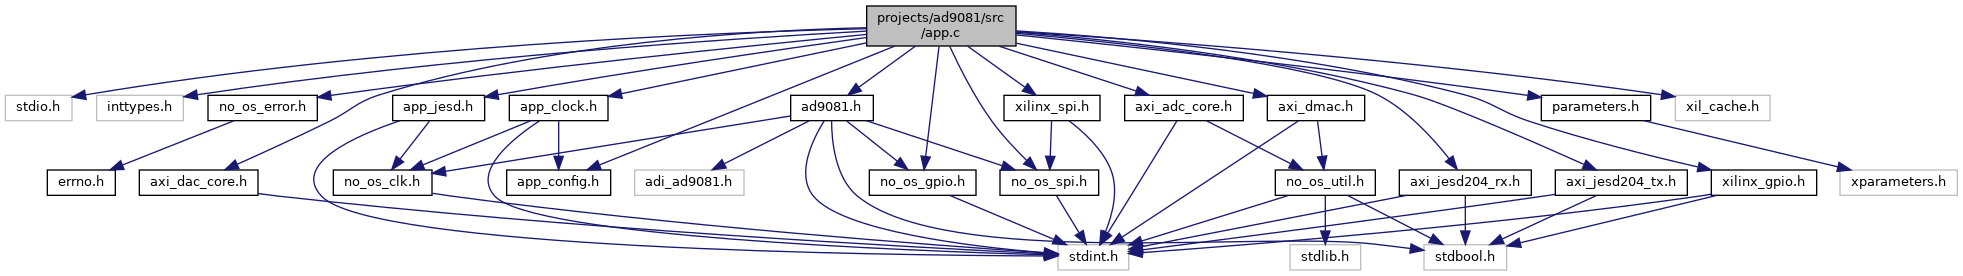 projects/ad9081/src
/app.c
stdio.h
inttypes.h
no_os_error.h
app_jesd.h
app_clock.h
ad9081.h
xilinx_spi.h
axi_adc_core.h
axi_dmac.h
parameters.h
xil_cache.h
errno.h
axi_dac_core.h
no_os_clk.h
app_config.h
adi_ad9081.h
no_os_gpio.h
no_os_spi.h
no_os_util.h
axi_jesd204_rx.h
axi_jesd204_tx.h
xilinx_gpio.h
xparameters.h
stdint.h
stdlib.h
stdbool.h